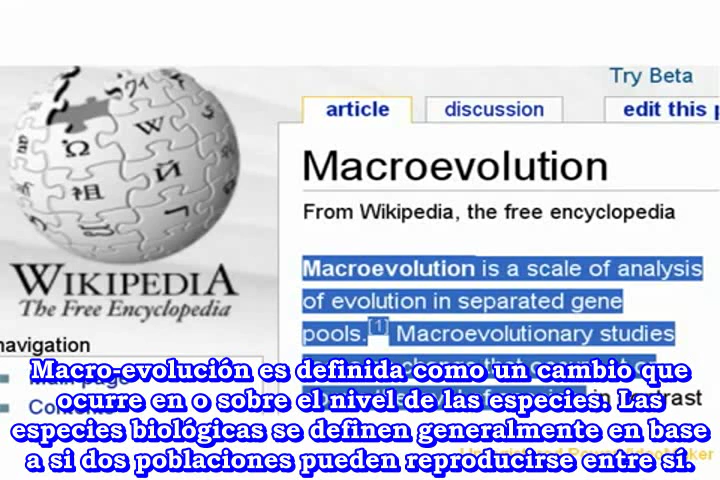 Try Beta
article
discussion
edit this
Macroevolution
From Wikipedia, the free encyclopedia
Macroevolution is a scale of analysis
of evolution in separated gene
pools.[1] Macroevolutionary studies
in contrast
WIKIPEDIA
The Free Encyclopedia
navigation
Macro-evolución es definida como un cambio que
ocurre en o sobre el nivel de las especies. Las
especies biológicas se definen generalmente en base
a si dos poblaciones pueden reproducirse entre sí.